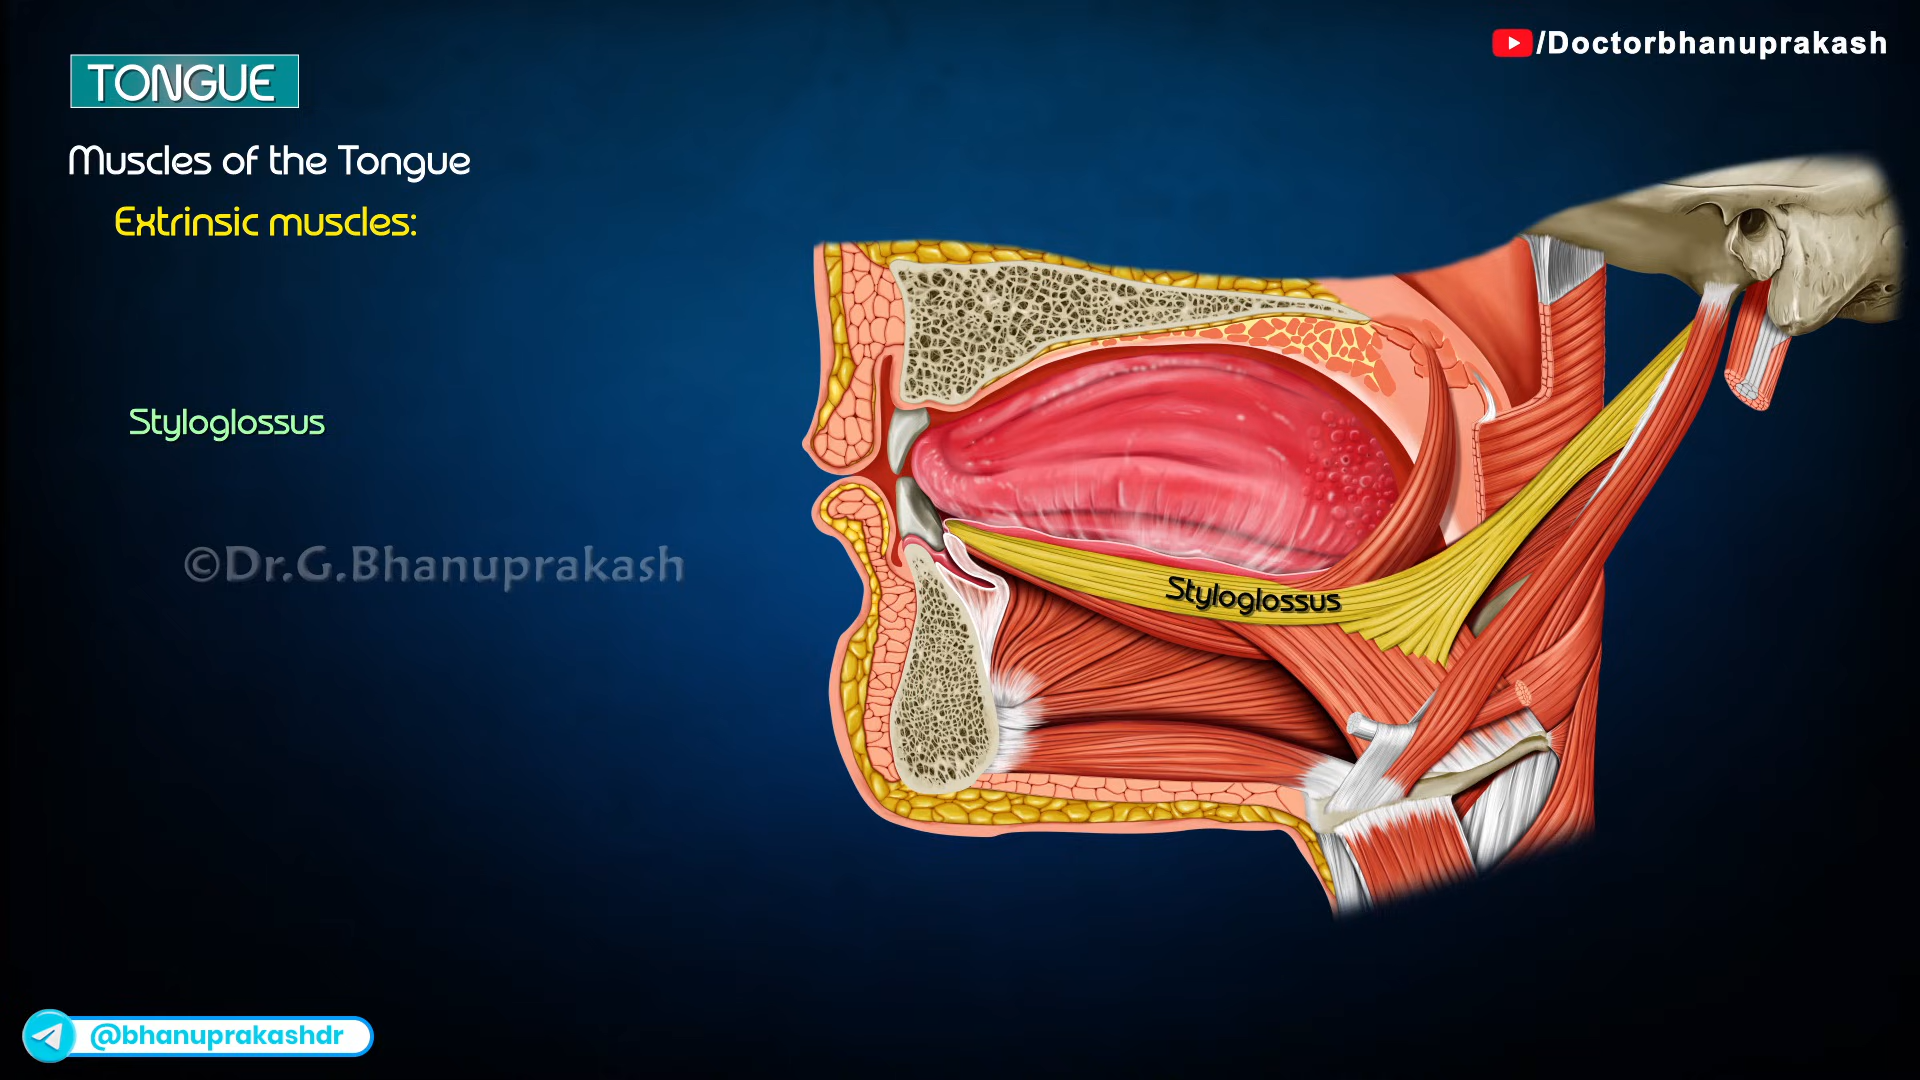 /Doctorbhanuprakash
TONGUE
Muscles of the Tongue
Extrinsic muscles:
Styloglossus
©Dr.G.Bhanuprakash
Styloglossus
@bhanuprakashdr